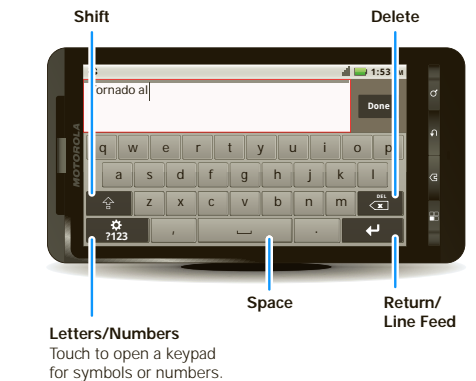 Shift
Delete
1:53
ornado al
Done
MOTOROLA
q w e r t y u i o p
a s d f g h j k l
z x c v b n m
DEL
?123
, .
Space
Return/
Line Feed
Letters/Numbers
Touch to open a keypad
for symbols or numbers.